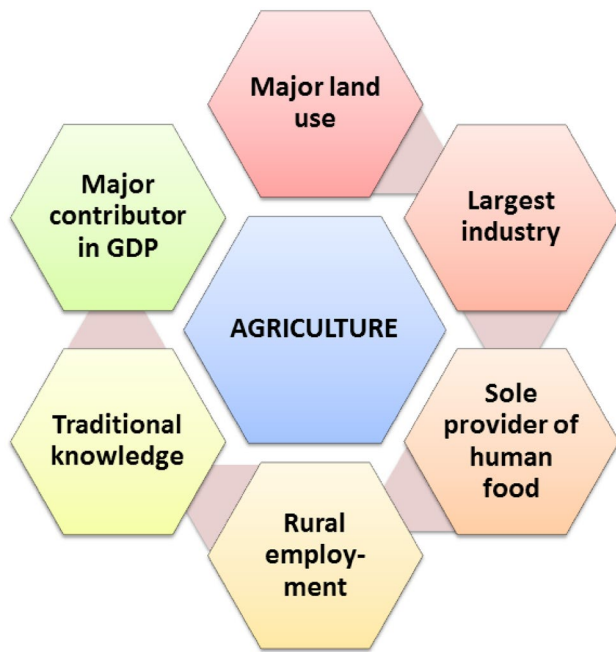 Major land
use
Largest
industry
Sole
provider of
human
food
Rural
employ-
ment
Traditional
knowledge
Major
contributor
in GDP
AGRICULTURE